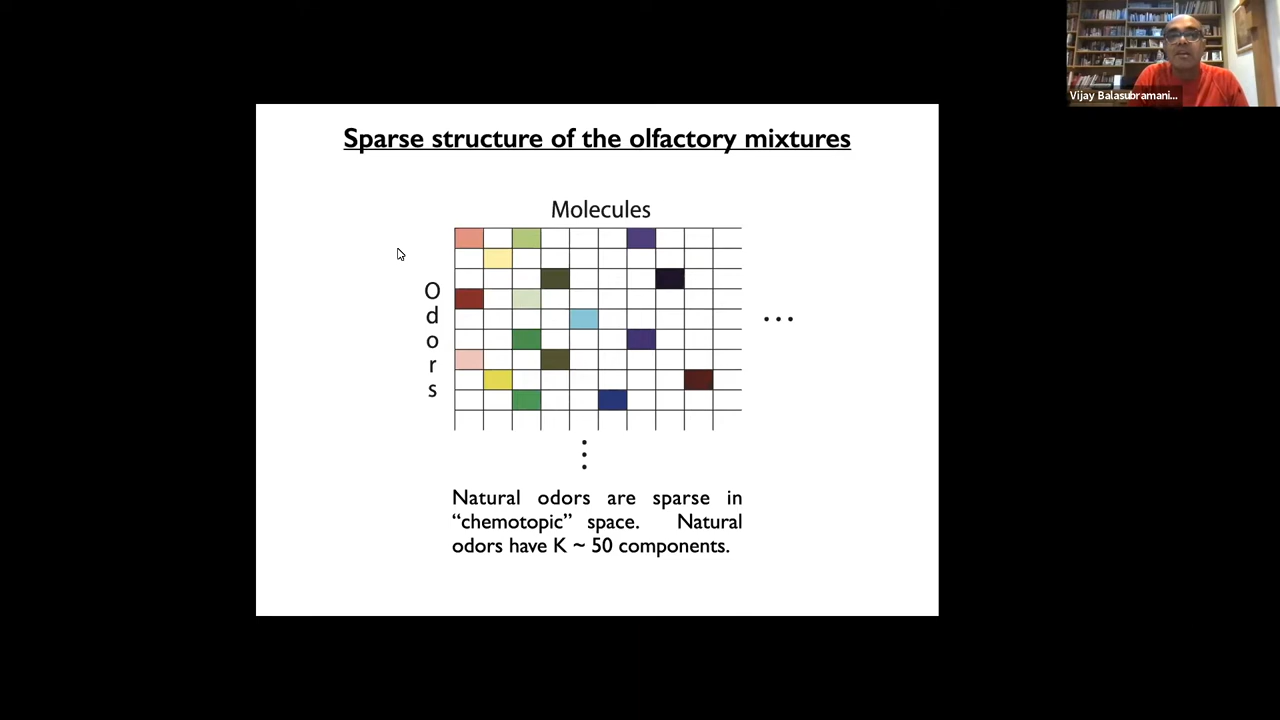 Vijay Balasubramani...
Sparse structure of the olfactory mixtures
Molecules
Odors
...
Natural odors are sparse in
“chemotopic” space. Natural
odors have K ~ 50 components.